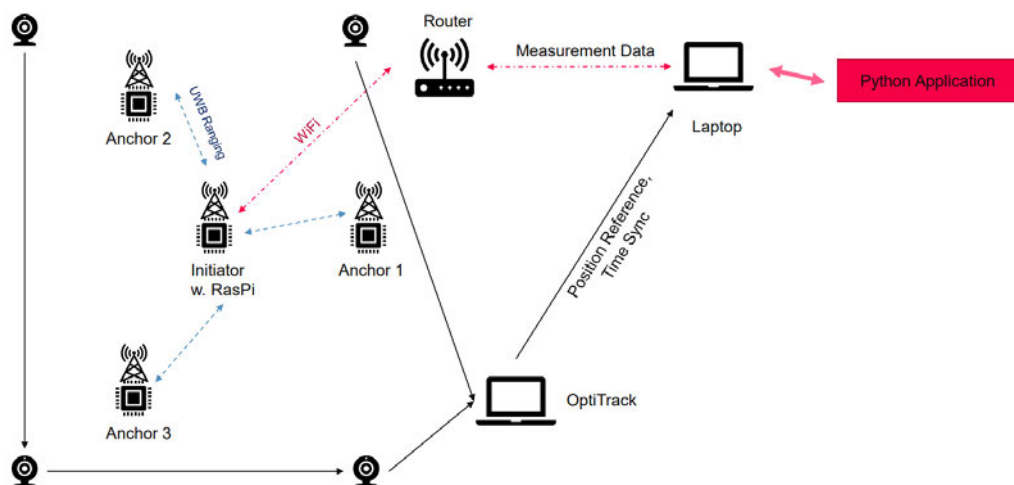 Router
Measurement Data
Python Application
Laptop
Anchor 2
UWB Ranging
WiFi
Initiator
w. RasPi
Anchor 1
Position Reference,
Time Sync
Anchor 3
OptiTrack